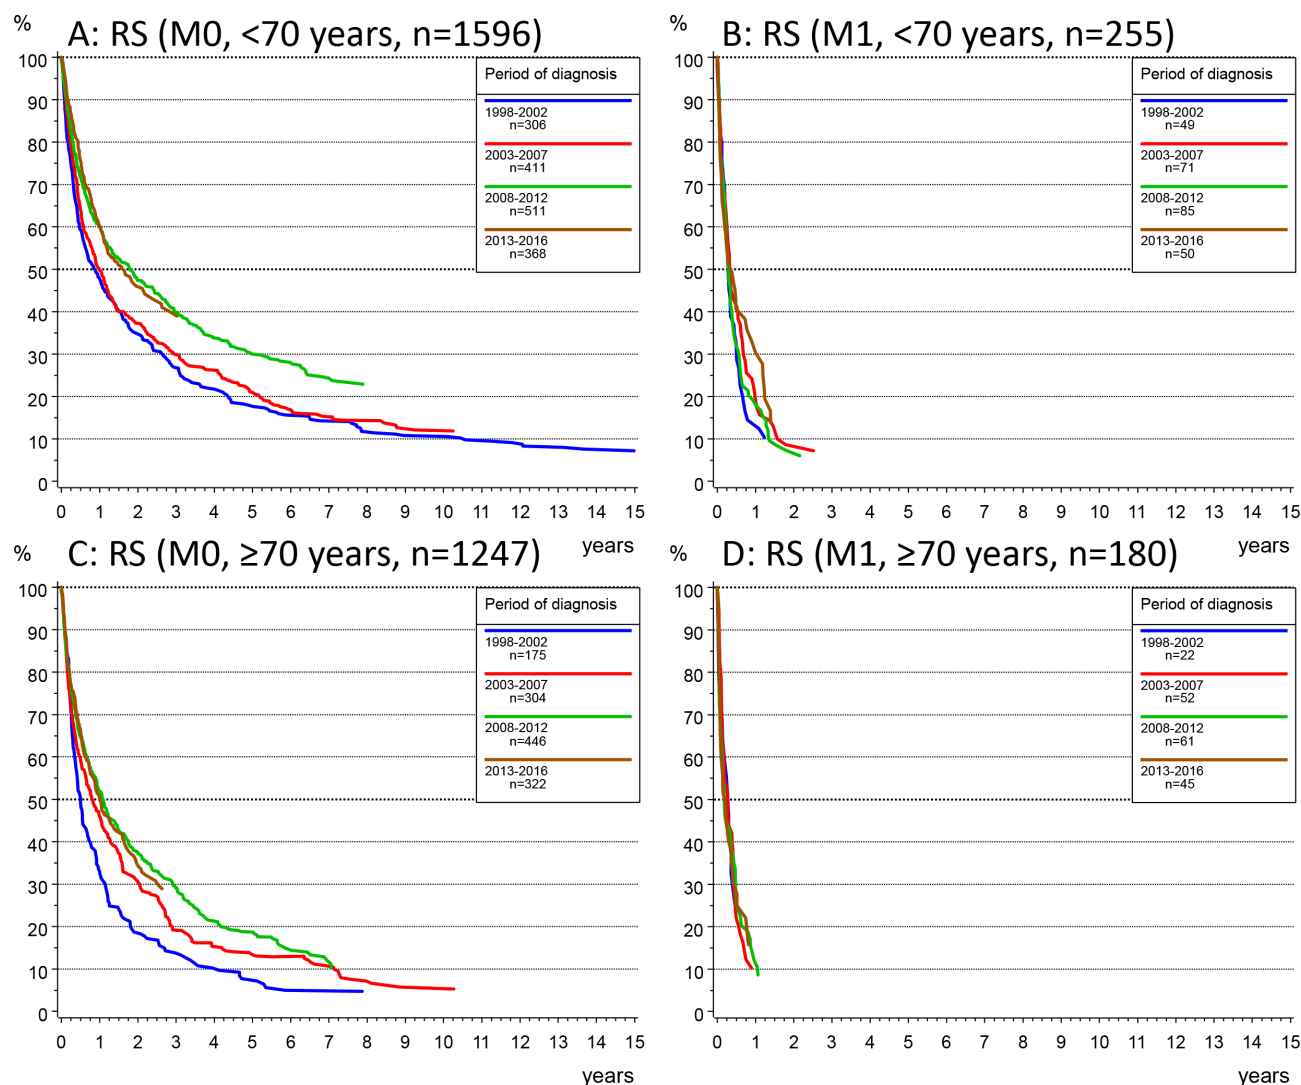 %
A: RS (M0, <70 years, n=1596)
100
90
80
70
60
50
40
30
20
10
0
Period of diagnosis
1998-2002
n=306
2003-2007
n=411
2008-2012
n=511
2013-2016
n=368
0 1 2 3 4 5 6 7 8 9 10 11 12 13 14 15
years
%
B: RS (M1, <70 years, n=255)
100
90
80
70
60
50
40
30
20
10
0
Period of diagnosis
1998-2002
n=49
2003-2007
n=71
2008-2012
n=85
2013-2016
n=50
0 1 2 3 4 5 6 7 8 9 10 11 12 13 14 15
years
%
C: RS (M0, ≥70 years, n=1247)
100
90
80
70
60
50
40
30
20
10
0
Period of diagnosis
1998-2002
n=175
2003-2007
n=304
2008-2012
n=446
2013-2016
n=322
0 1 2 3 4 5 6 7 8 9 10 11 12 13 14 15
years
%
D: RS (M1, ≥70 years, n=180)
100
90
80
70
60
50
40
30
20
10
0
Period of diagnosis
1998-2002
n=22
2003-2007
n=52
2008-2012
n=61
2013-2016
n=45
0 1 2 3 4 5 6 7 8 9 10 11 12 13 14 15
years